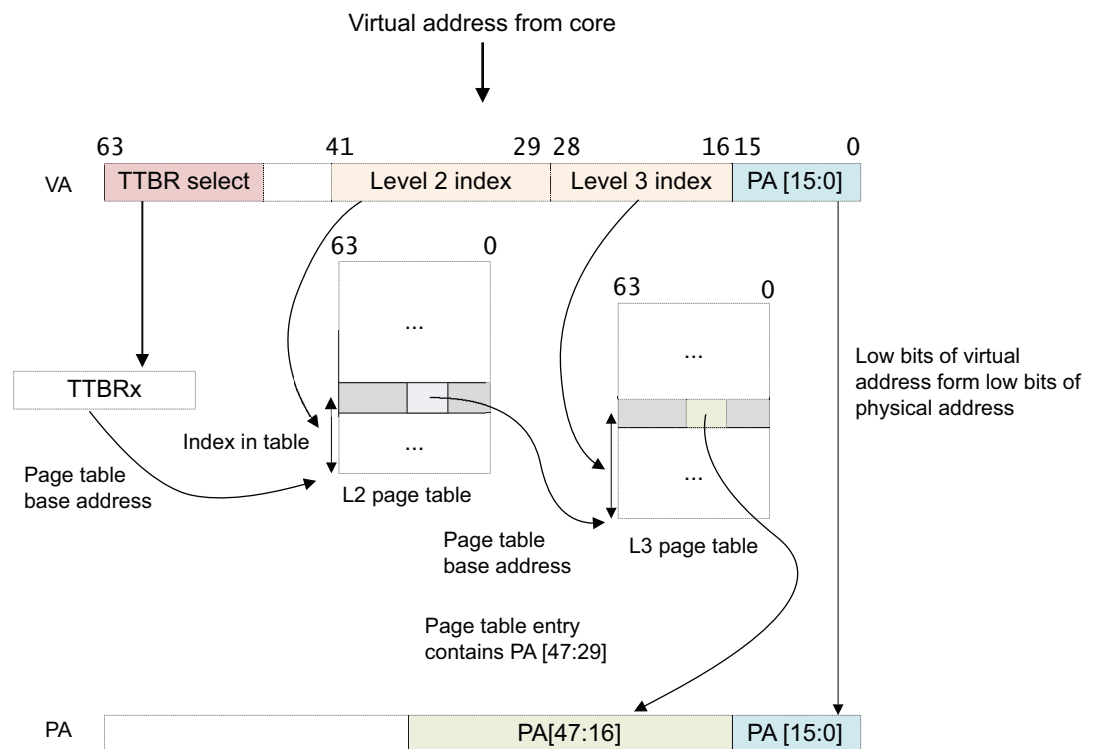 Virtual address from core
63 41 29 28 16 15 0
VA TTBR select Level 2 index Level 3 index PA [15:0]
63 0
63 0
...
...
Low bits of virtual
address form low bits of
physical address
TTBRx
Index in table
...
...
Page table
base address
L2 page table
Page table
base address
L3 page table
Page table entry
contains PA [47:29]
PA PA[47:16] PA [15:0]